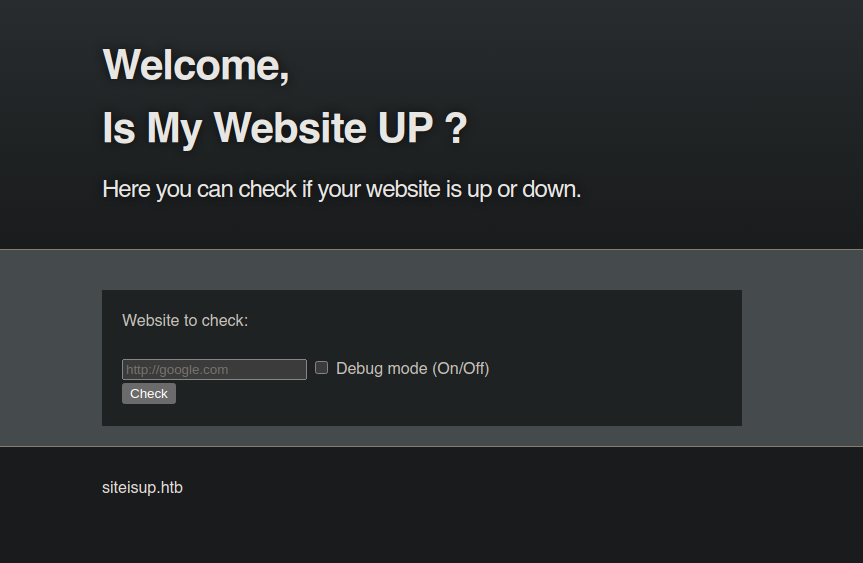 Welcome,
Is My Website UP ?
Here you can check if your website is up or down.
Website to check:
http://google.com Debug mode (On/Off)
Check
siteisup.htb